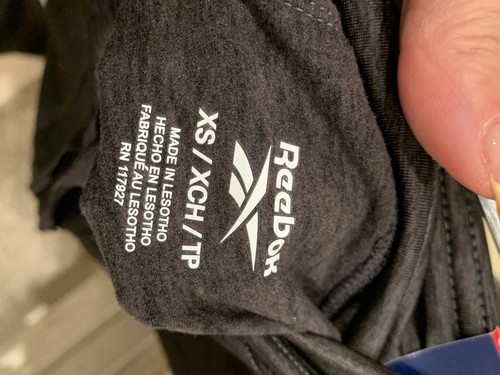 Reebok
XS / XCH / TP
MADE IN LESOTHO
HECHO EN LESOTHO
FABRIQUÉ AU LESOTHO
RN 117927